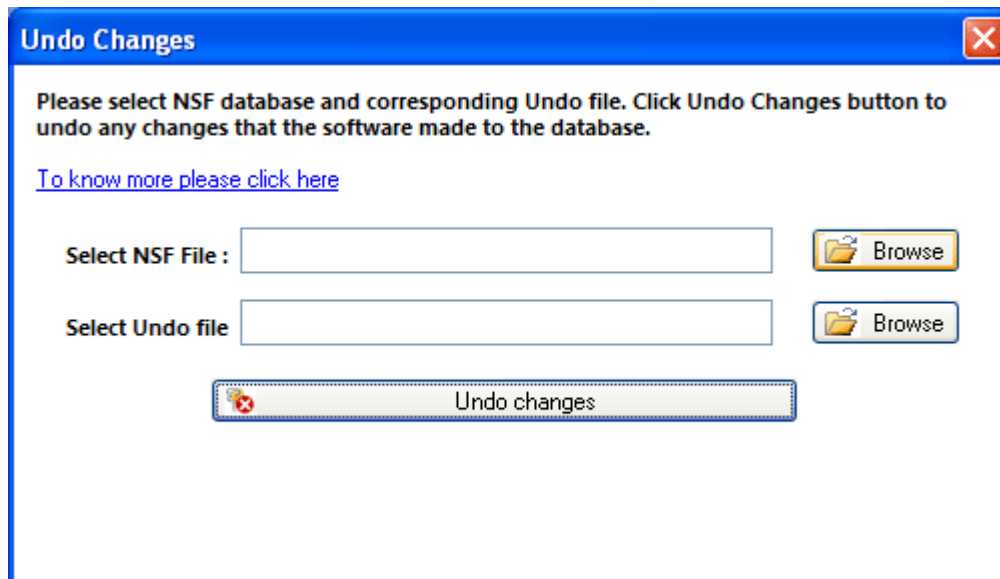 Undo Changes
Please select NSF database and corresponding Undo file. Click Undo Changes button to
undo any changes that the software made to the database.
To know more please click here
Select NSF File : Browse
Select Undo file Browse
Undo changes